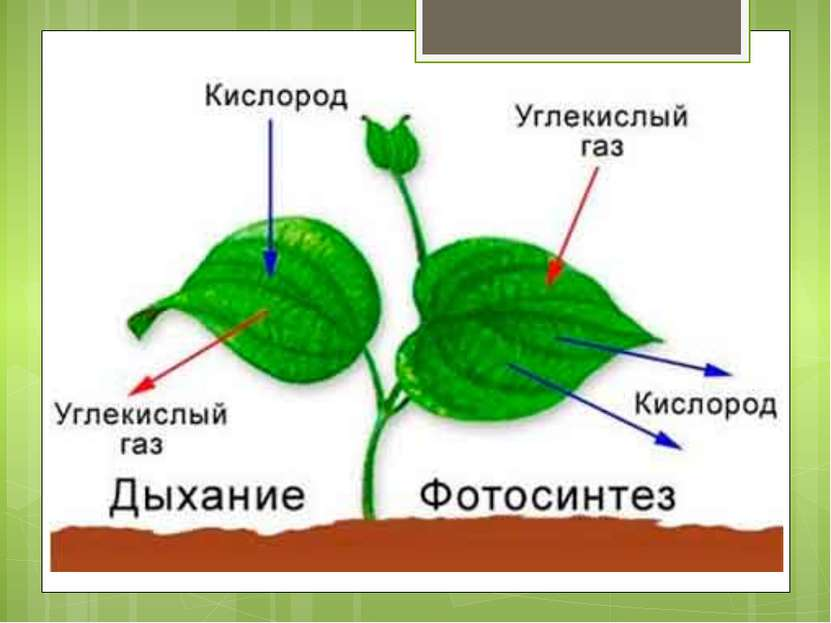 Кислород
Углекислый
газ
Углекислый
газ
Кислород
Дыхание
Фотосинтез